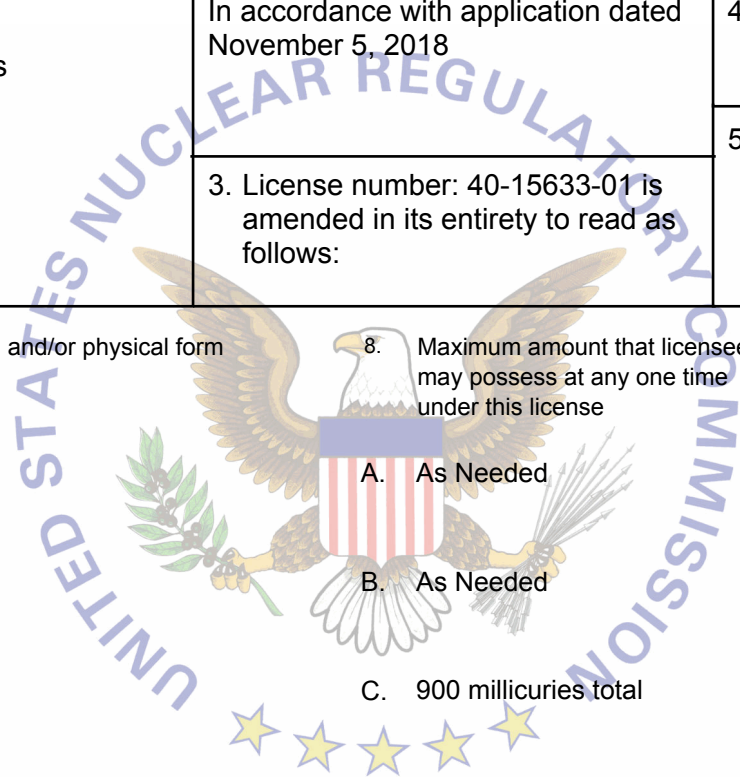 In accordance with application dated
November 5, 2018
4
s
5
3. License number: 40-15633-01 is
amended in its entirety to read as
follows:
and/or physical form
8. Maximum amount that licensee
may possess at any one time
under this license
A. As Needed
B. As Needed
C. 900 millicuries total
UNITED STATES NUCLEAR REGULATORY COMMISSION